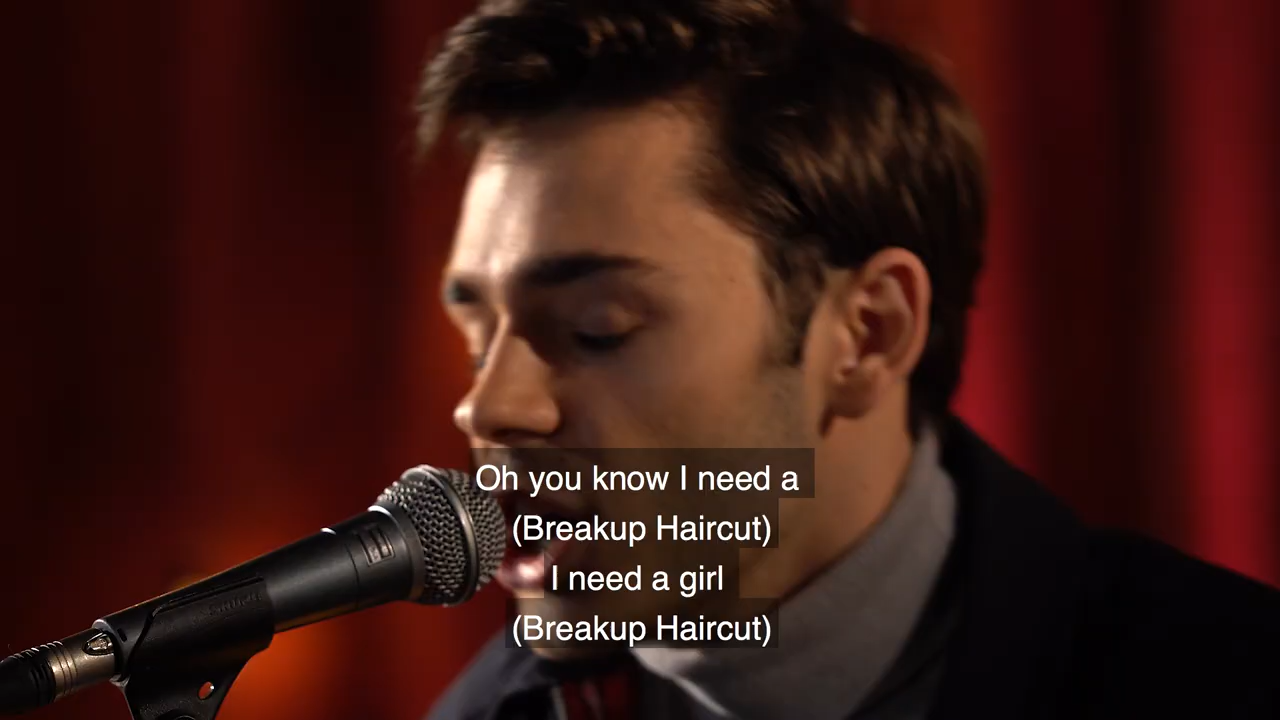 Oh you know I need a
(Breakup Haircut)
I need a girl
(Breakup Haircut)